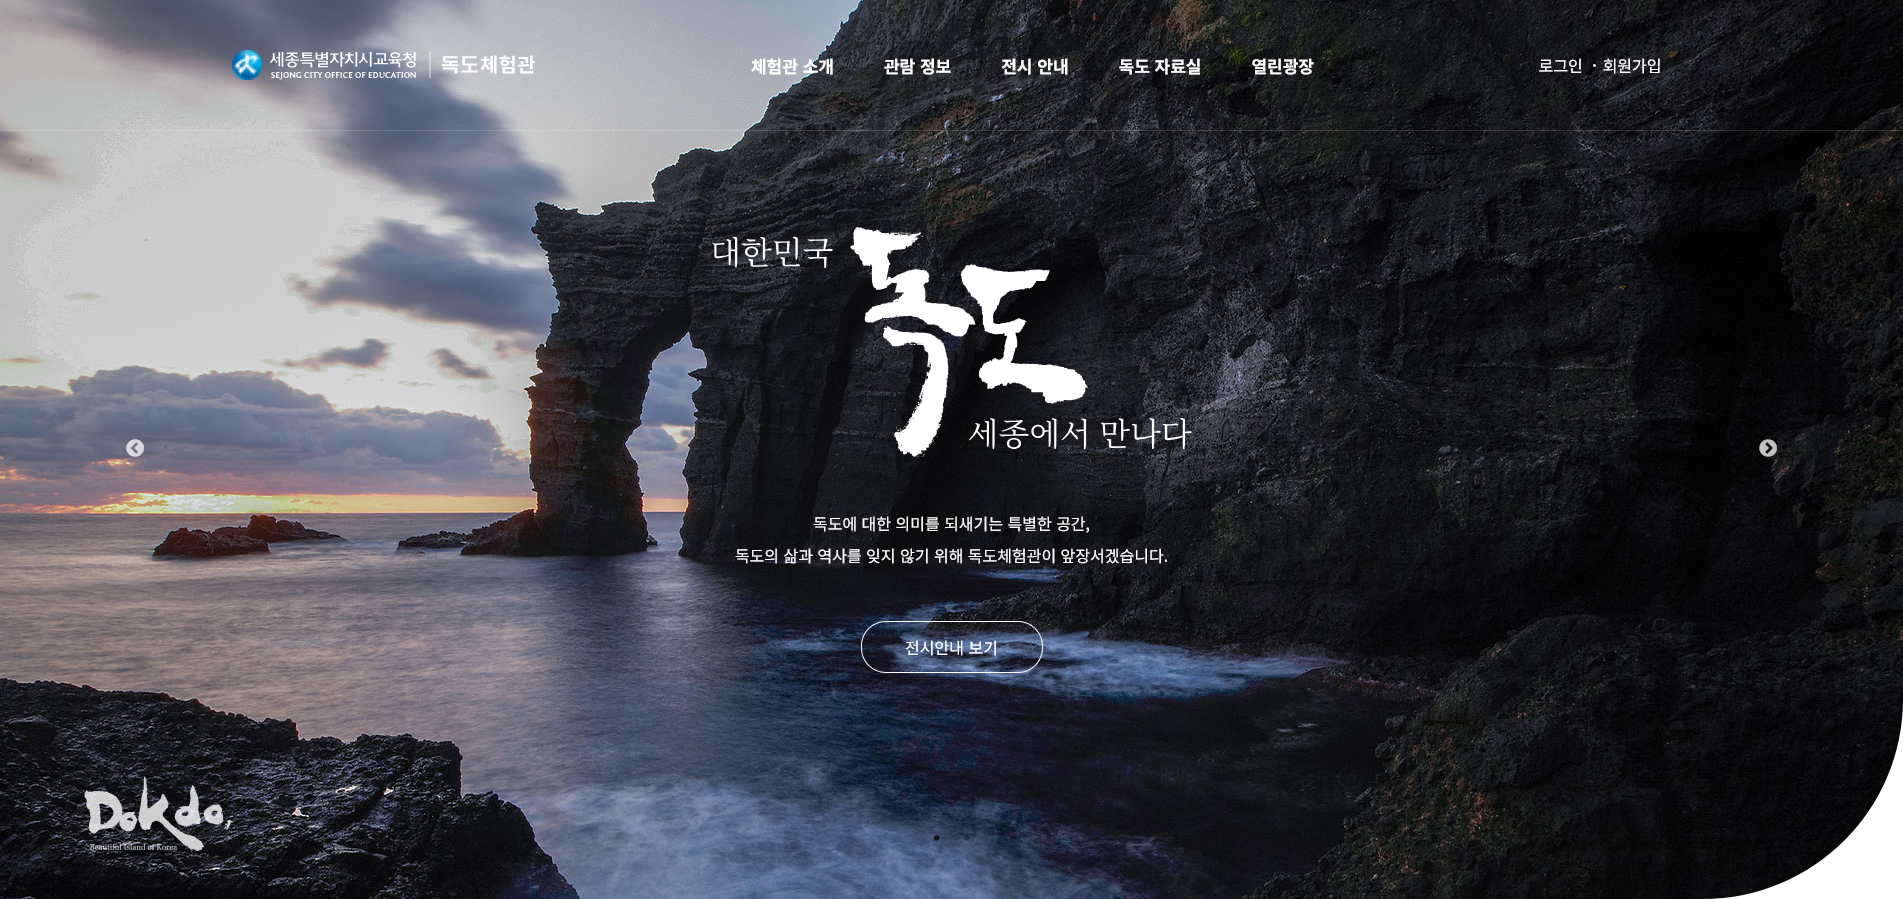 세종특별자치시교육청
SEJONG CITY OFFICE OF EDUCATION
독도체험관
체험관 소개
관람 정보
전시 안내
독도 자료실
열린광장
로그인 · 회원가입
대한민국
독도
세종에서 만나다
독도에 대한 의미를 되새기는 특별한 공간,
독도의 삶과 역사를 잊지 않기 위해 독도체험관이 앞장서겠습니다.
전시안내 보기
Dokdo,
Beautiful Island of Korea